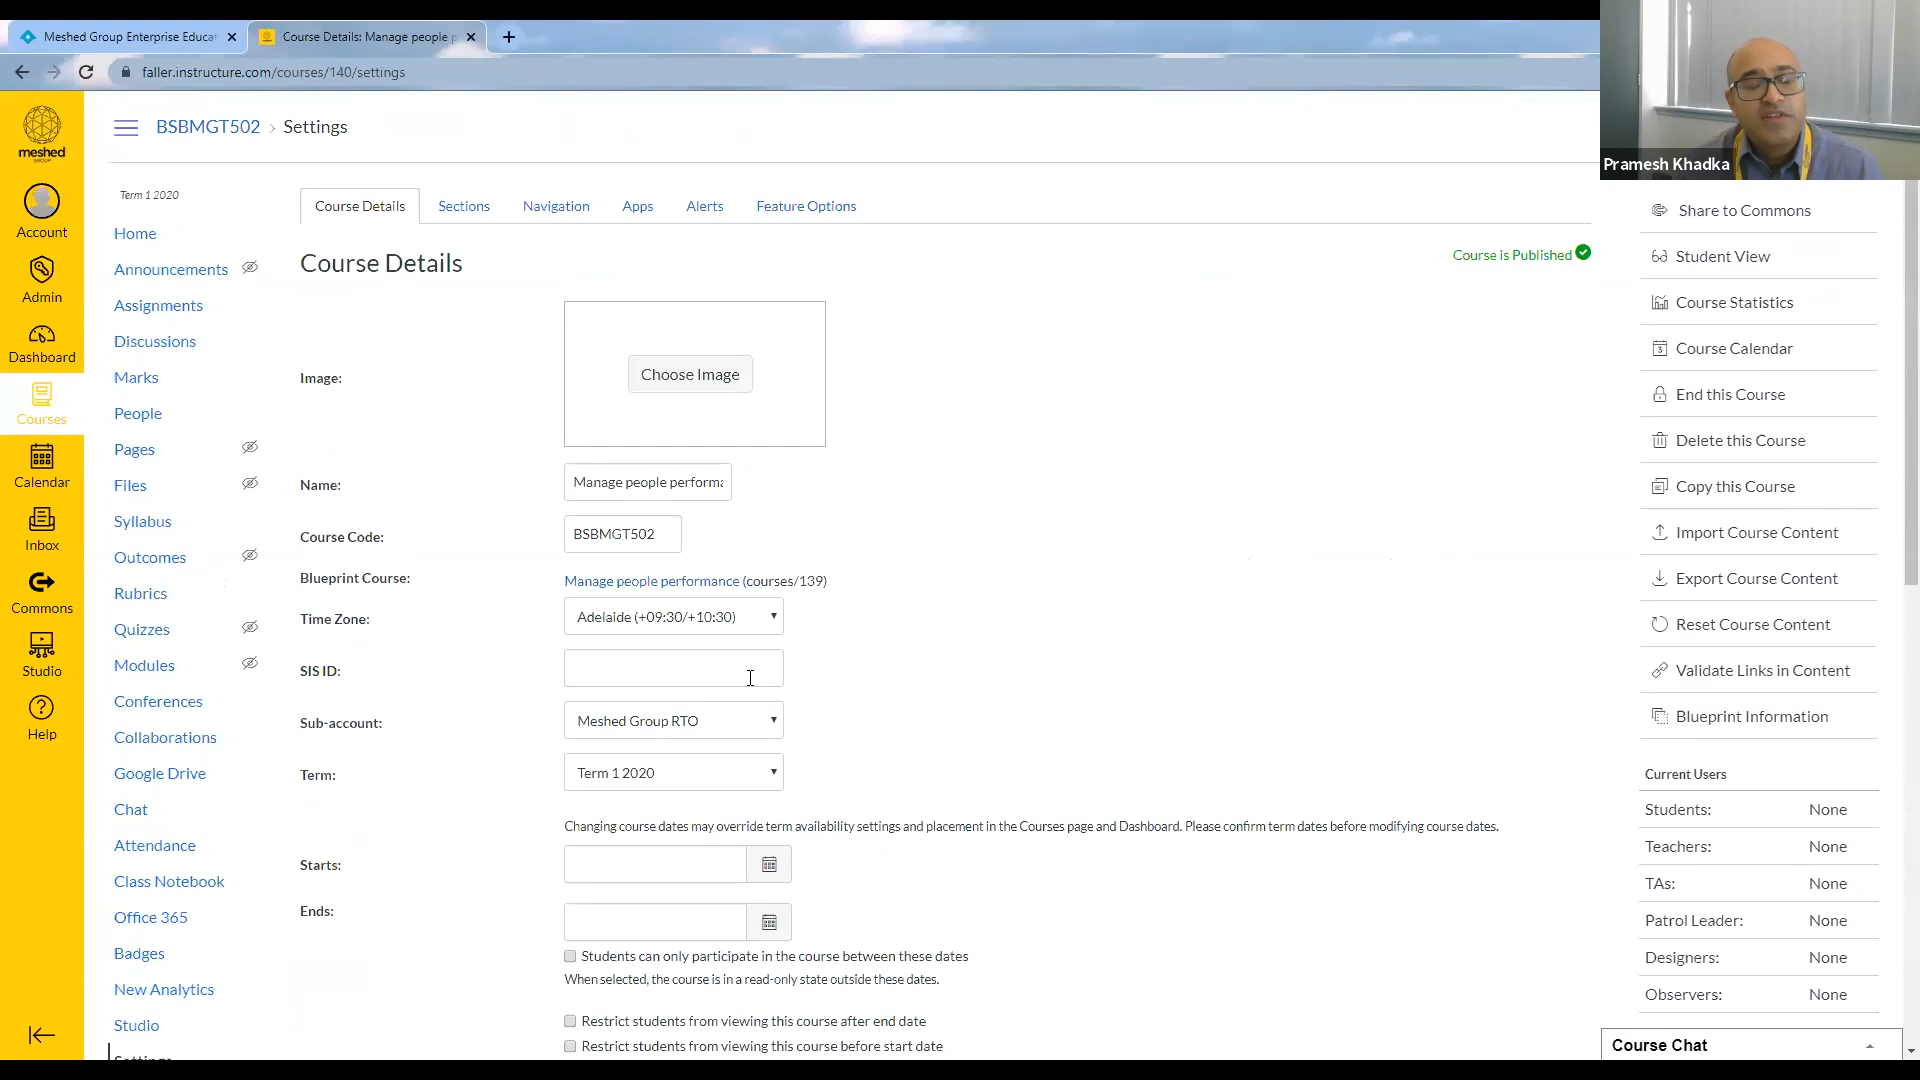 Meshed Group Enterprise Educat
Course Details: Manage people p
faller.instructure.com/courses/140/settings
Pramesh Khadka
meshed
GROUP
Account
Admin
Dashboard
Courses
Calendar
Inbox
Commons
Studio
Help
BSBMGT502 › Settings
Term 1 2020
Home
Announcements
Assignments
Discussions
Marks
People
Pages
Files
Syllabus
Outcomes
Rubrics
Quizzes
Modules
Conferences
Collaborations
Google Drive
Chat
Attendance
Class Notebook
Office 365
Badges
New Analytics
Studio
Settings
Course Details
Sections
Navigation
Apps
Alerts
Feature Options
Course Details
Course is Published
Image:
Choose Image
Name:
Manage people performa
Course Code:
BSBMGT502
Blueprint Course:
Manage people performance (courses/139)
Time Zone:
Adelaide (+09:30/+10:30)
SIS ID:
Sub-account:
Meshed Group RTO
Term:
Term 1 2020
Changing course dates may override term availability settings and placement in the Courses page and Dashboard. Please confirm term dates before modifying course dates.
Starts:
Ends:
Students can only participate in the course between these dates
When selected, the course is in a read-only state outside these dates.
Restrict students from viewing this course after end date
Restrict students from viewing this course before start date
Share to Commons
Student View
Course Statistics
Course Calendar
End this Course
Delete this Course
Copy this Course
Import Course Content
Export Course Content
Reset Course Content
Validate Links in Content
Blueprint Information
Current Users
Students: None
Teachers: None
TAs: None
Patrol Leader: None
Designers: None
Observers: None
Course Chat